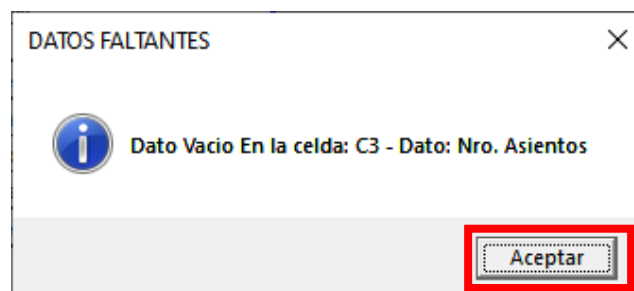 DATOS FALTANTES
Dato Vacio En la celda: C3 - Dato: Nro. Asientos
Aceptar